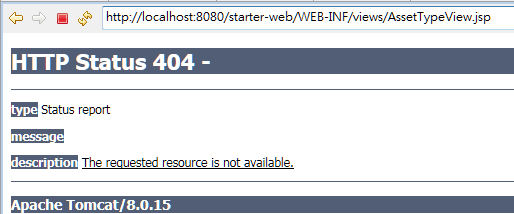 http://localhost:8080/starter-web/WEB-INF/views/AssetTypeView.jsp
HTTP Status 404 -
type Status report
message
description The requested resource is not available.
Apache Tomcat/8.0.15